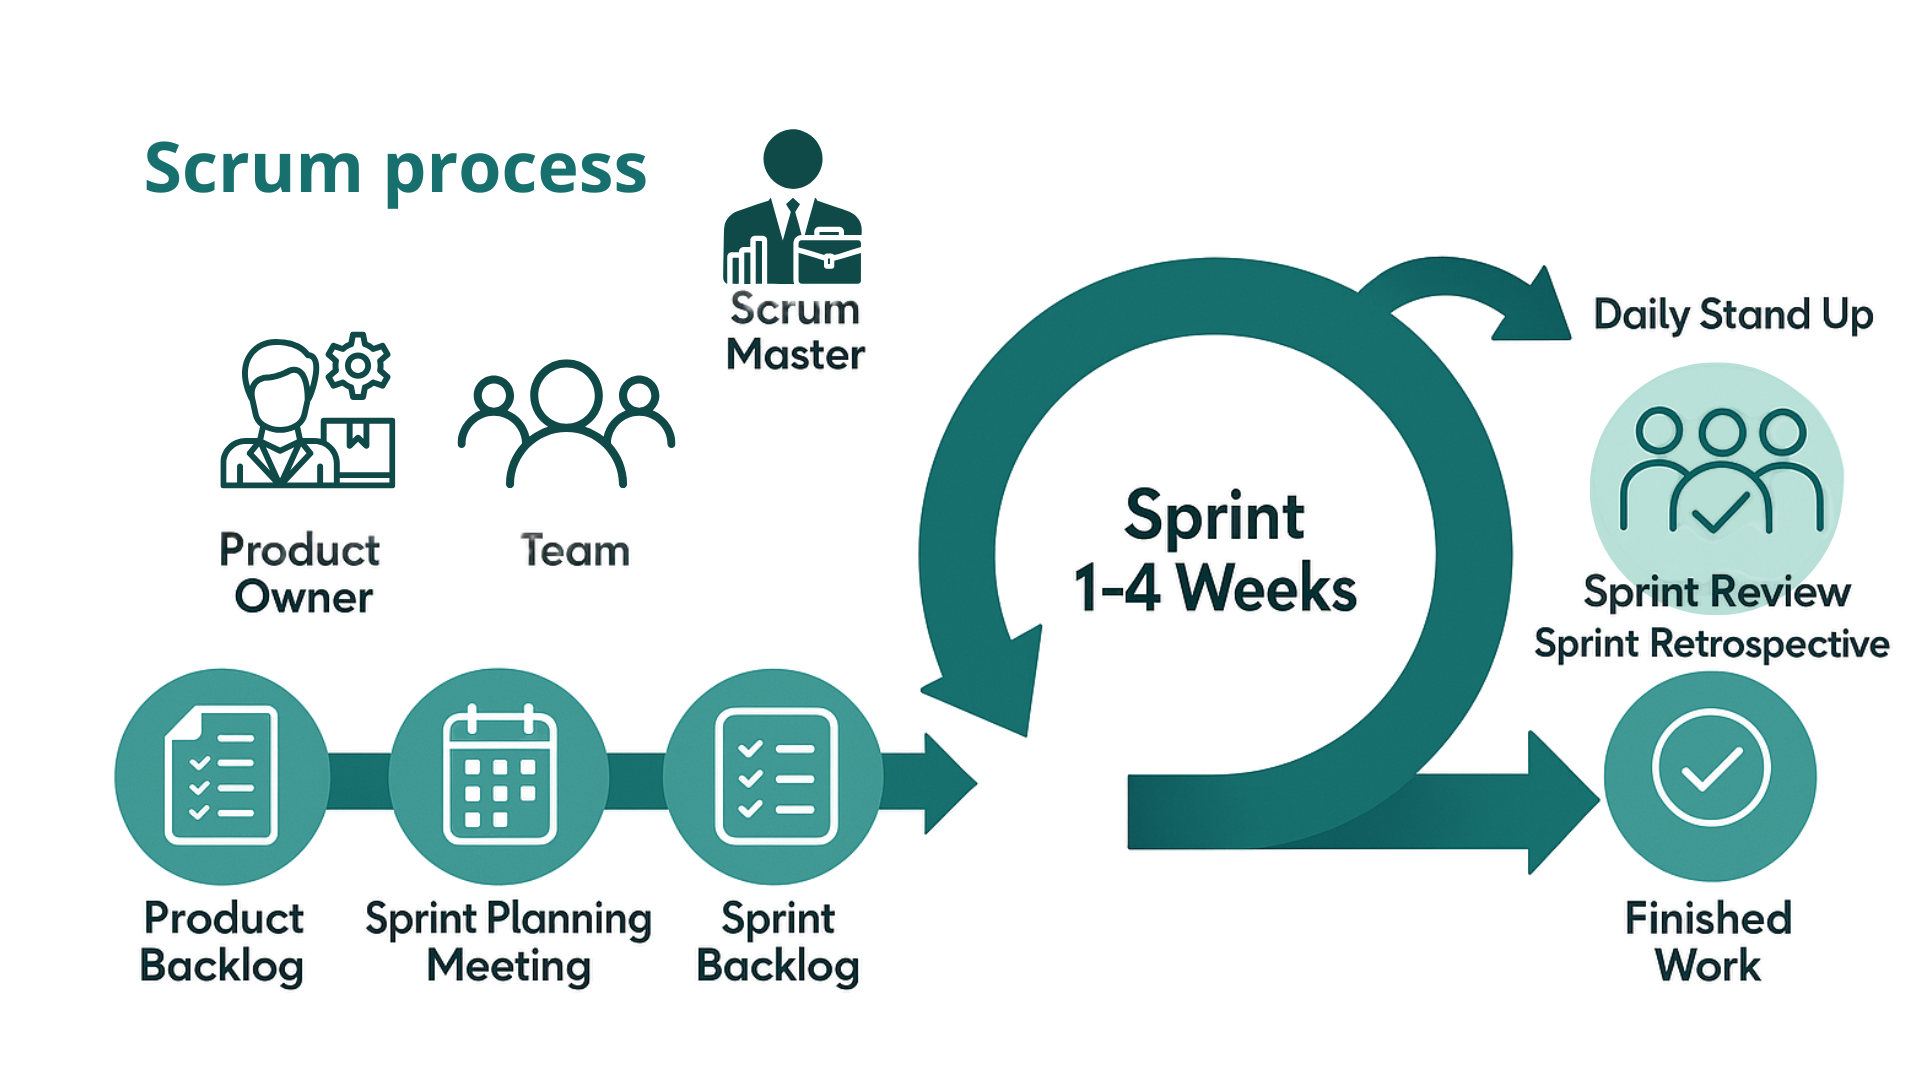 Scrum process
Scrum
Master
Product
Owner
Team
Daily Stand Up
Sprint
1-4 Weeks
Sprint Review
Sprint Retrospective
Product
Backlog
Sprint Planning
Meeting
Sprint
Backlog
Finished
Work